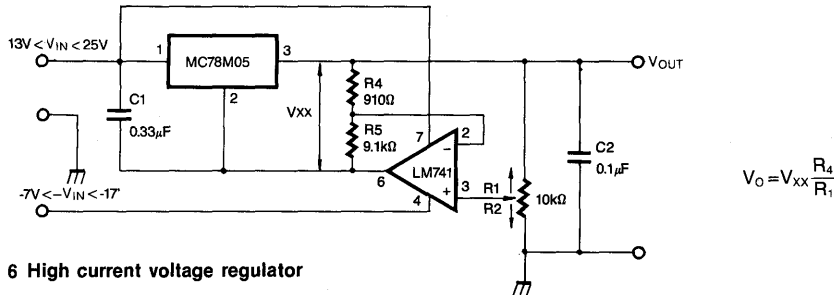 13V<VIN<25V
1
MC78M05
3
2
C1
0.33µF
VXX
R4
910Ω
R5
9.1kΩ
7
2
−
LM741
6
+
3
4
R1
R2
10kΩ
C2
0.1µF
VOUT
-7V<-VIN<-17'
VO=VXX R4
R1
6 High current voltage regulator